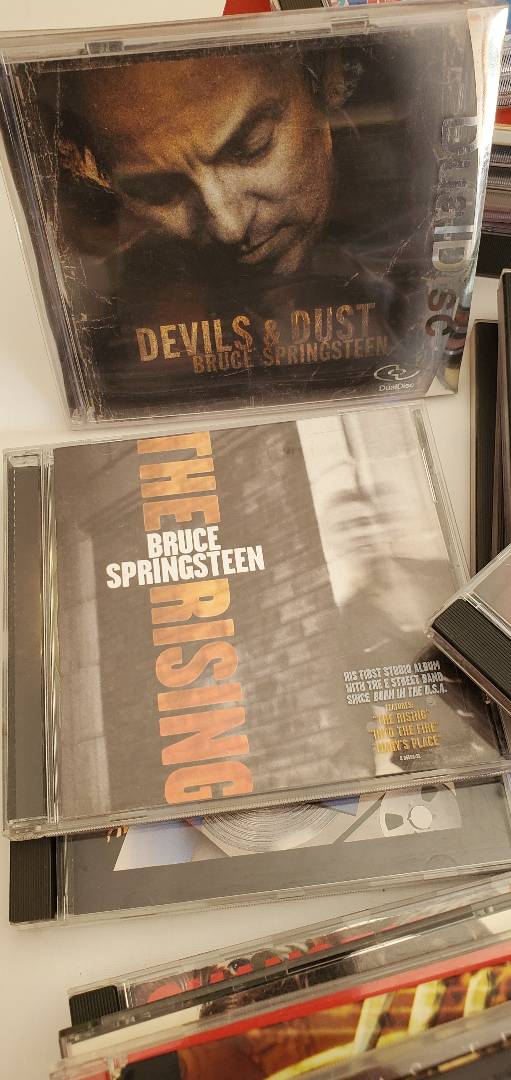 DEVILS & DUST
BRUCE SPRINGSTEEN
DualDisc
DualDisc
THE RISING
BRUCE
SPRINGSTEEN
HIS FIRST STUDIO ALBUM
WITH THE E STREET BAND
SINCE BORN IN THE U.S.A.
FEATURES:
"THE RISING"
"INTO THE FIRE"
"MARY'S PLACE"